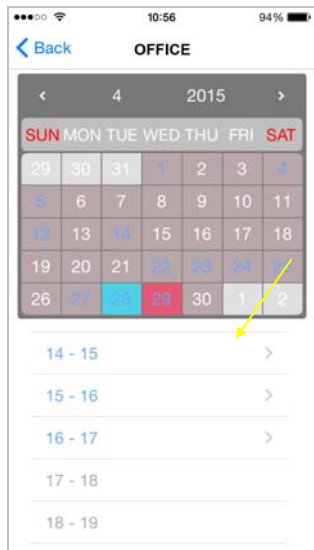 10:56 94%
Back OFFICE
4 2015
SUN MON TUE WED THU FRI SAT
29 30 31 1 2 3 4
5 6 7 8 9 10 11
12 13 14 15 16 17 18
19 20 21 22 23 24 25
26 27 28 29 30 1 2
14 - 15
15 - 16
16 - 17
17 - 18
18 - 19